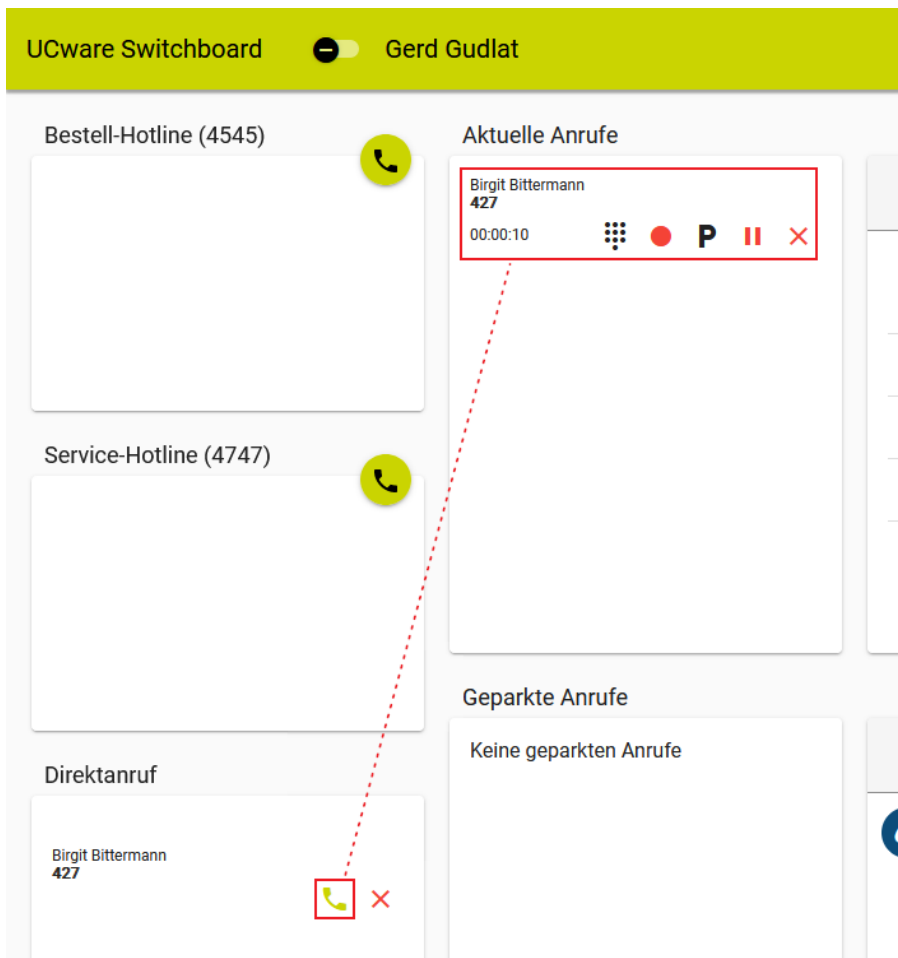 UCware Switchboard Gerd Gudlat
Bestell-Hotline (4545)
Service-Hotline (4747)
Direktanruf
Birgit Bittermann
427
Aktuelle Anrufe
Birgit Bittermann
427
00:00:10
P
Geparkte Anrufe
Keine geparkten Anrufe